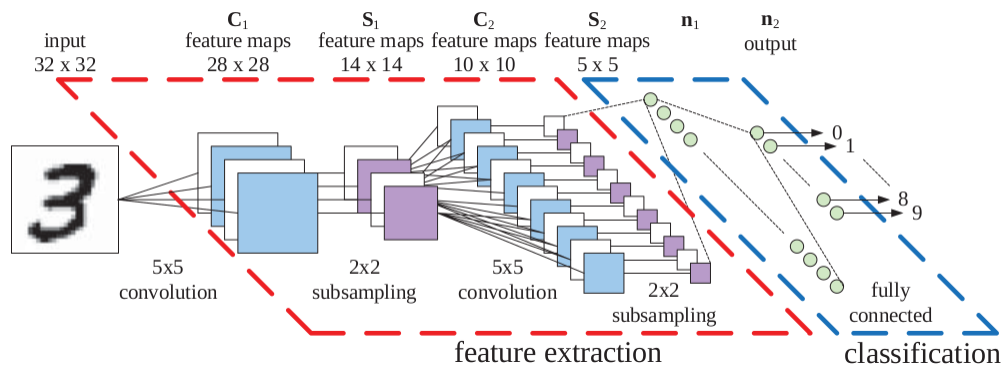 input
32 x 32
C1
feature maps
28 x 28
S1
feature maps
14 x 14
C2
feature maps
10 x 10
S2
feature maps
5 x 5
n1
n2
output
3
0
1
8
9
5x5
convolution
2x2
subsampling
5x5
convolution
2x2
subsampling
fully
connected
feature extraction
classification